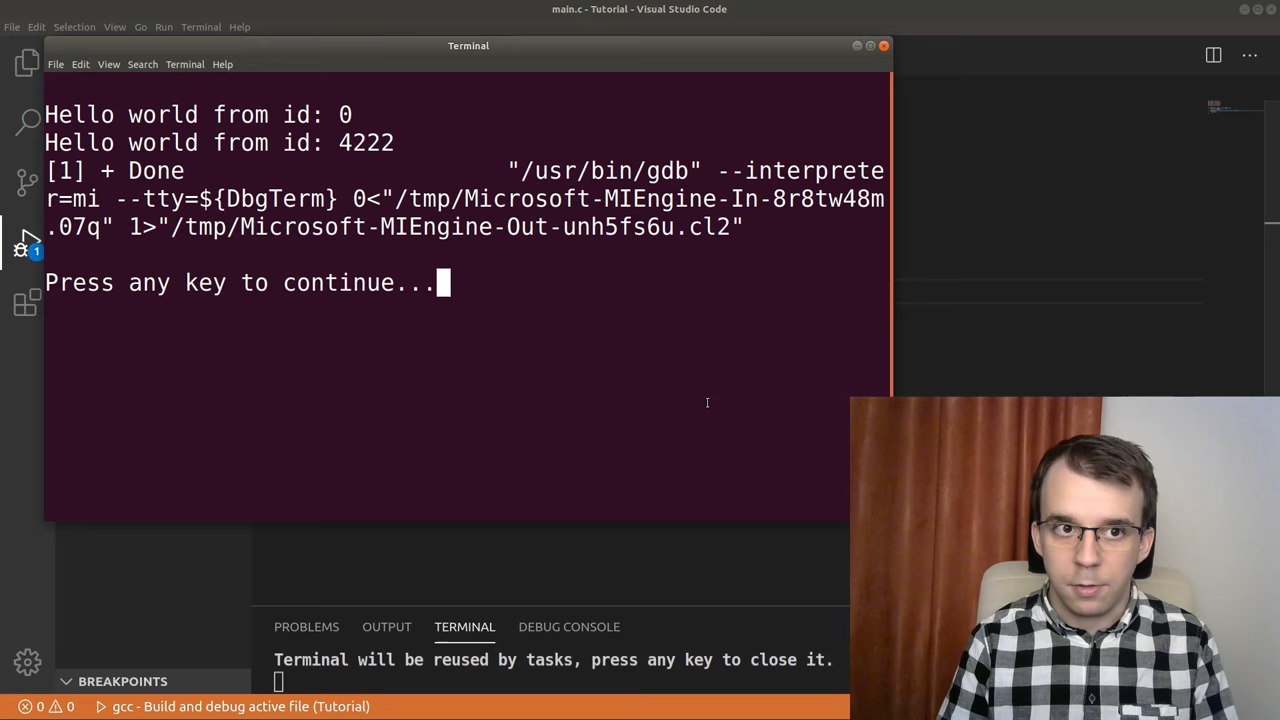 main.c - Tutorial - Visual Studio Code
File Edit Selection View Go Run Terminal Help
Terminal
File Edit View Search Terminal Help
Hello world from id: 0
Hello world from id: 4222
[1] + Done "/usr/bin/gdb" --interprete
r=mi --tty=${DbgTerm} 0<"/tmp/Microsoft-MIEngine-In-8r8tw48m
.07q" 1>"/tmp/Microsoft-MIEngine-Out-unh5fs6u.cl2"
Press any key to continue...
1
PROBLEMS OUTPUT TERMINAL DEBUG CONSOLE
Terminal will be reused by tasks, press any key to close it.
BREAKPOINTS
0 0 gcc - Build and debug active file (Tutorial)